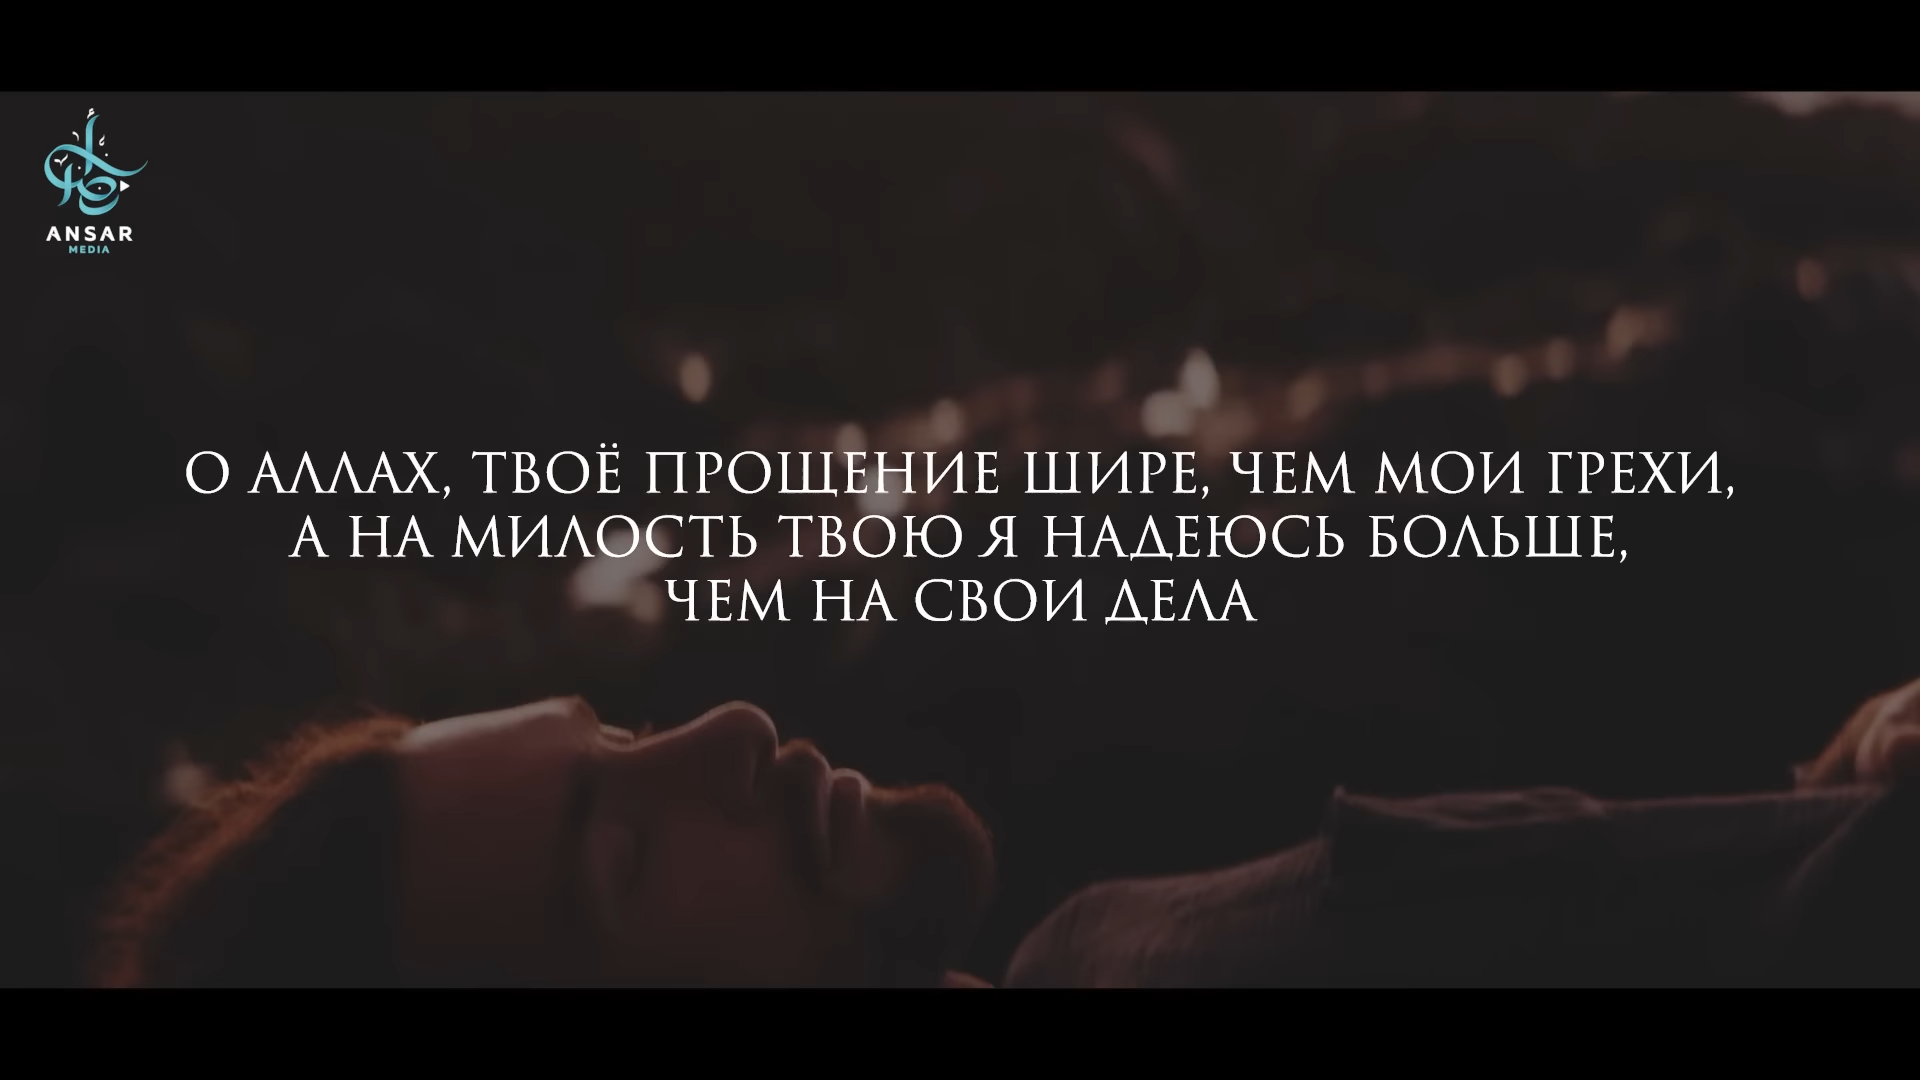 ANSAR
MEDIA
О АЛЛАХ, ТВОЁ ПРОЩЕНИЕ ШИРЕ, ЧЕМ МОИ ГРЕХИ,
А НА МИЛОСТЬ ТВОЮ Я НАДЕЮСЬ БОЛЬШЕ,
ЧЕМ НА СВОИ ДЕЛА